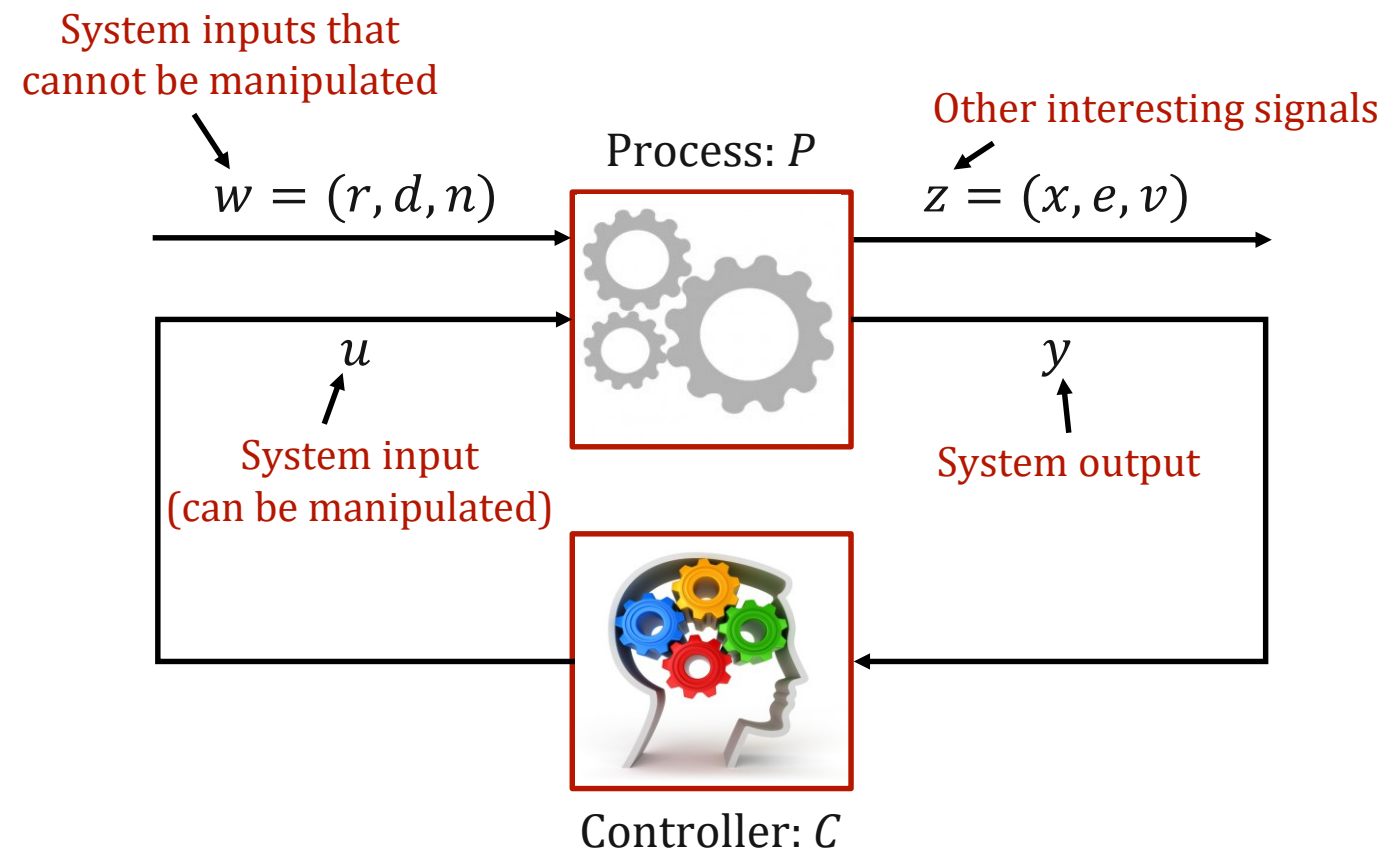 System inputs that
cannot be manipulated
Other interesting signals
Process: P
w = (r, d, n)
z = (x, e, v)
u
y
System input
(can be manipulated)
System output
Controller: C